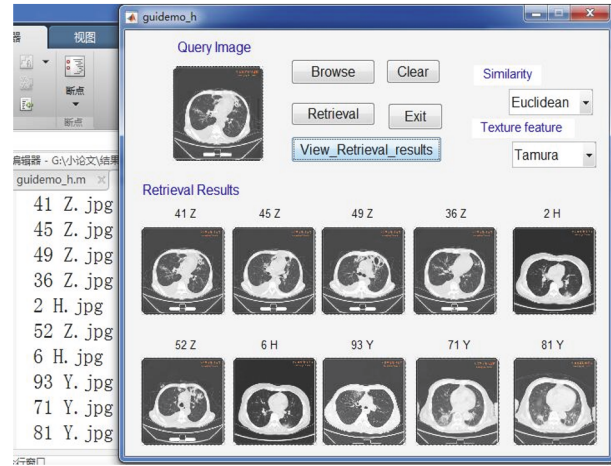 器
视图
断点
断点
编辑器 - G:\小论文\结果
guidemo_h.m
41 Z.jpg
45 Z.jpg
49 Z.jpg
36 Z.jpg
2 H.jpg
52 Z.jpg
6 H.jpg
93 Y.jpg
71 Y.jpg
81 Y.jpg
行窗口
guidemo_h
Query Image
Browse
Clear
Similarity
Euclidean
Retrieval
Exit
Texture feature
View_Retrieval_results
Tamura
Retrieval Results
41 Z 45 Z 49 Z 36 Z 2 H
52 Z 6 H 93 Y 71 Y 81 Y